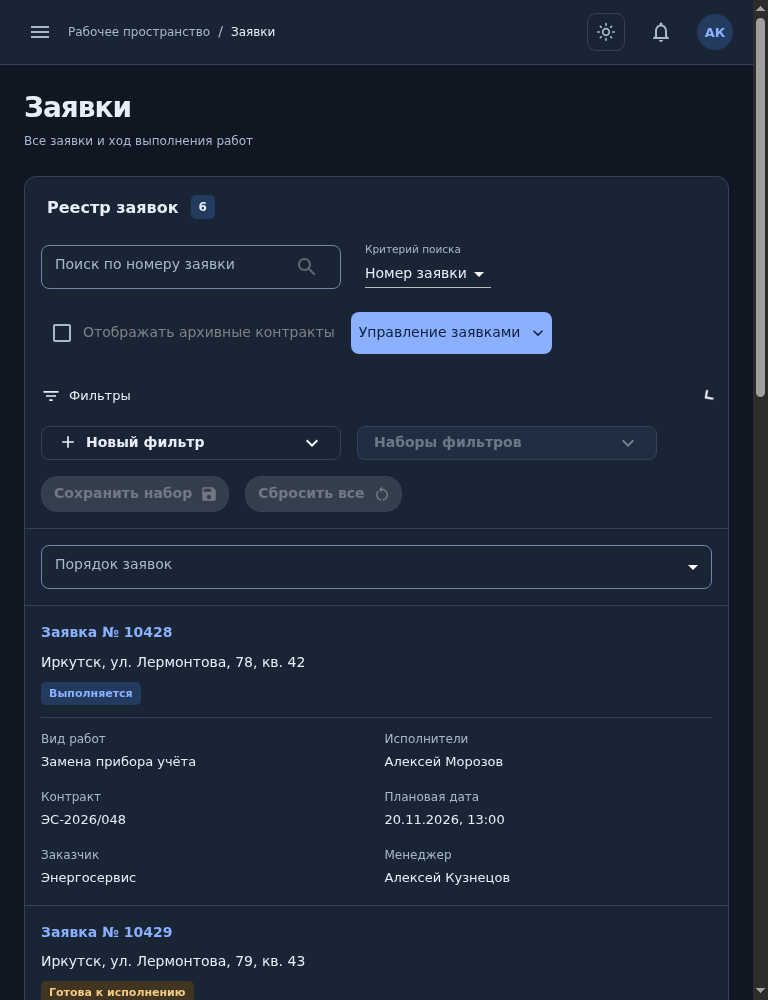 Рабочее пространство / Заявки
АК
Заявки
Все заявки и ход выполнения работ
Реестр заявок 6
Поиск по номеру заявки
Критерий поиска
Номер заявки
Отображать архивные контракты
Управление заявками
Фильтры
Новый фильтр
Наборы фильтров
Сохранить набор
Сбросить все
Порядок заявок
Заявка № 10428
Иркутск, ул. Лермонтова, 78, кв. 42
Выполняется
Вид работ
Замена прибора учёта
Исполнители
Алексей Морозов
Контракт
ЭС-2026/048
Плановая дата
20.11.2026, 13:00
Заказчик
Энергосервис
Менеджер
Алексей Кузнецов
Заявка № 10429
Иркутск, ул. Лермонтова, 79, кв. 43
Готова к исполнению